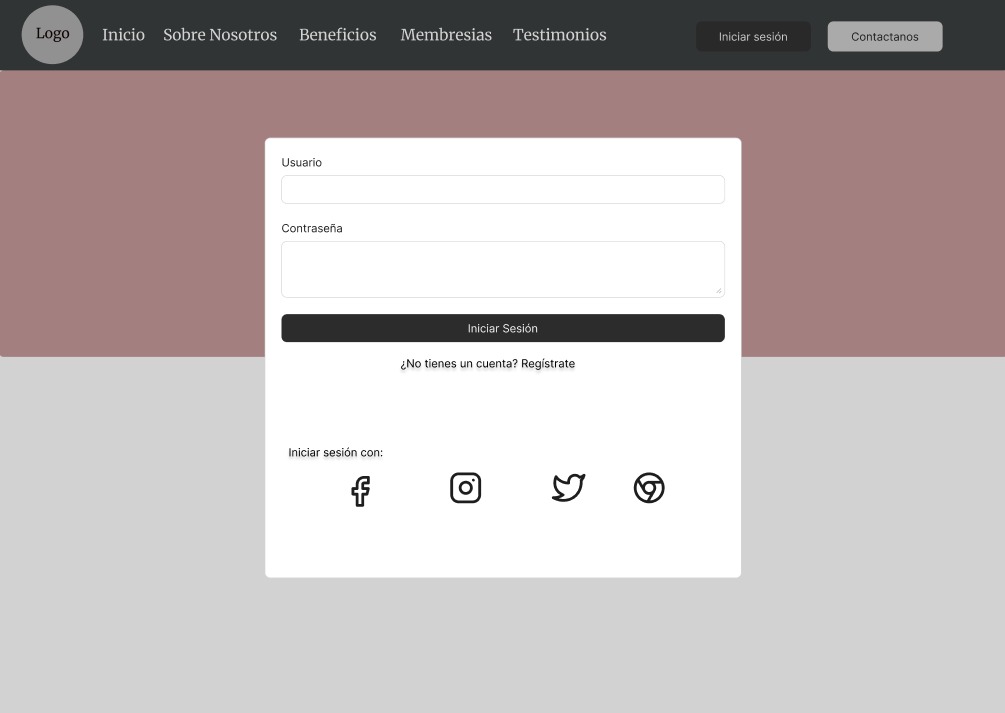 Logo Inicio Sobre Nosotros Beneficios Membresias Testimonios Iniciar sesión Contactanos
Usuario
Contraseña
Iniciar Sesión
¿No tienes un cuenta? Regístrate
Iniciar sesión con: